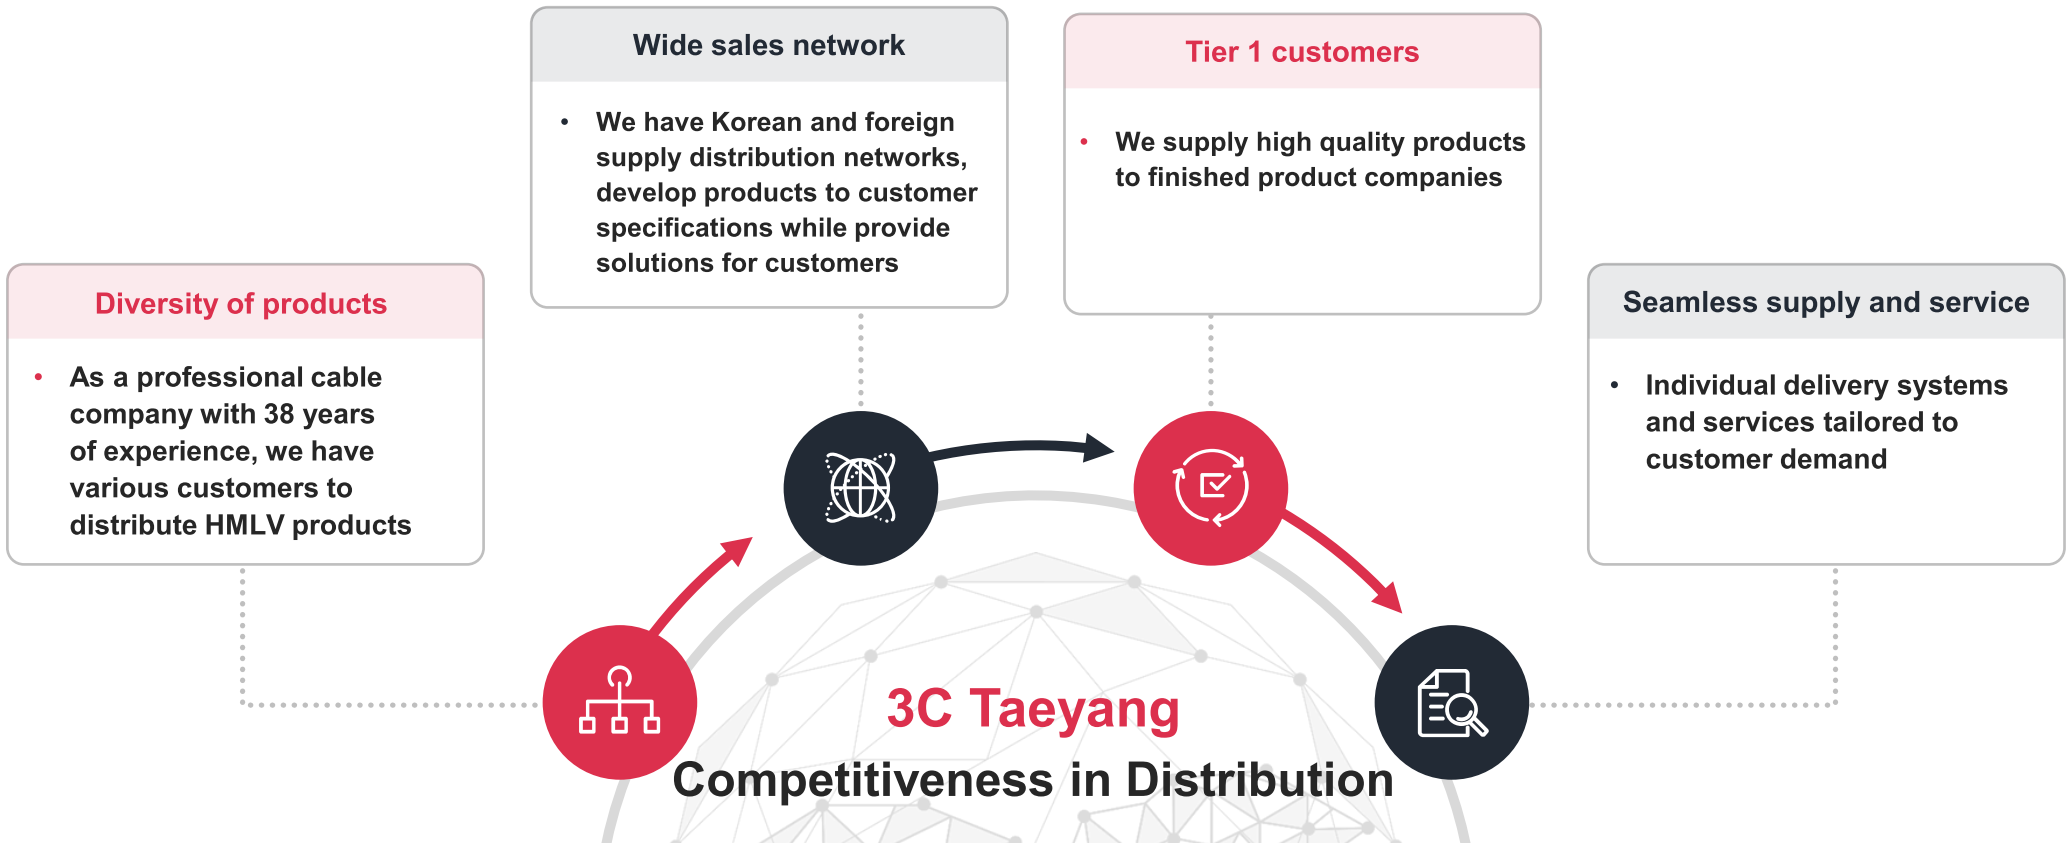 Wide sales network
• We have Korean and foreign
supply distribution networks,
develop products to customer
specifications while provide
solutions for customers
Tier 1 customers
• We supply high quality products
to finished product companies
Diversity of products
• As a professional cable
company with 38 years
of experience, we have
various customers to
distribute HMLV products
Seamless supply and service
• Individual delivery systems
and services tailored to
customer demand
3C Taeyang
Competitiveness in Distribution